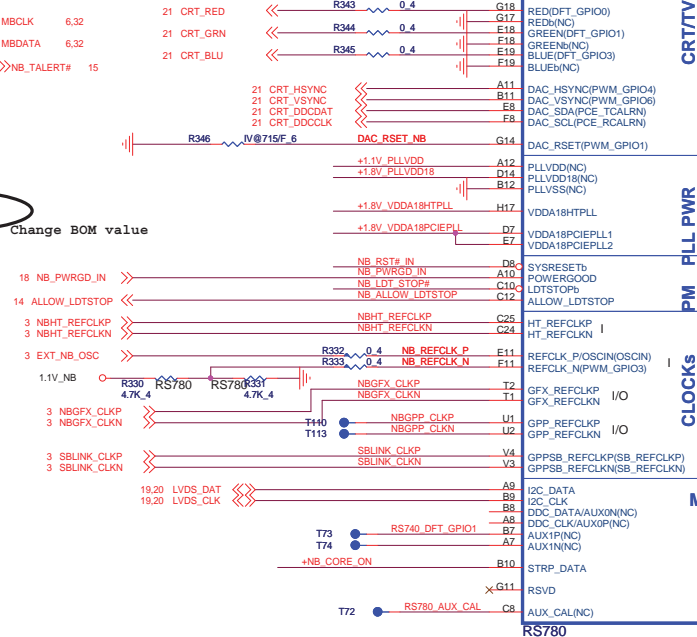 MBCLK 6,32
MBDATA 6,32
NB_TALERT# 15
21 CRT_RED R343 0_4 G18 RED(DFT_GPIO0)
G17 REDb(NC)
21 CRT_GRN R344 0_4 E18 GREEN(DFT_GPIO1)
F18 GREENb(NC)
21 CRT_BLU R345 0_4 E19 BLUE(DFT_GPIO3)
F19 BLUEb(NC)
CRT/TV
21 CRT_HSYNC A11 DAC_HSYNC(PWM_GPIO4)
21 CRT_VSYNC B11 DAC_VSYNC(PWM_GPIO6)
21 CRT_DDCDAT E8 DAC_SDA(PCE_TCALRN)
21 CRT_DDCCLK F8 DAC_SCL(PCE_RCALRN)
R346 IV@715/F_6 DAC_RSET_NB G14 DAC_RSET(PWM_GPIO1)
+1.1V_PLLVDD A12 PLLVDD(NC)
+1.8V_PLLVDD18 D14 PLLVDD18(NC)
B12 PLLVSS(NC)
+1.8V_VDDA18HTPLL H17 VDDA18HTPLL
Change BOM value
+1.8V_VDDA18PCIEPLL D7 VDDA18PCIEPLL1
E7 VDDA18PCIEPLL2
PLL PWR
NB_RST#_IN D8 SYSRESETb
18 NB_PWRGD_IN NB_PWRGD_IN A10 POWERGOOD
NB_LDT_STOP# C10 LDTSTOPb
14 ALLOW_LDTSTOP NB_ALLOW_LDTSTOP C12 ALLOW_LDTSTOP
PM
3 NBHT_REFCLKP NBHT_REFCLKP C25 HT_REFCLKP I
3 NBHT_REFCLKN NBHT_REFCLKN C24 HT_REFCLKN
3 EXT_NB_OSC R332 0_4 NB_REFCLK_P E11 REFCLK_P/OSCIN(OSCIN) I
R333 0_4 NB_REFCLK_N F11 REFCLK_N(PWM_GPIO3)
1.1V_NB R330 RS780 RS780 R331
4.7K_4 4.7K_4
NBGFX_CLKP T2 GFX_REFCLKP I/O
NBGFX_CLKN T1 GFX_REFCLKN
3 NBGFX_CLKP
3 NBGFX_CLKN
T110 NBGPP_CLKP U1 GPP_REFCLKP I/O
T113 NBGPP_CLKN U2 GPP_REFCLKN
CLOCKs
3 SBLINK_CLKP SBLINK_CLKP V4 GPPSB_REFCLKP(SB_REFCLKP)
3 SBLINK_CLKN SBLINK_CLKN V3 GPPSB_REFCLKN(SB_REFCLKN)
19,20 LVDS_DAT A9 I2C_DATA
19,20 LVDS_CLK B9 I2C_CLK
B8 DDC_DATA/AUX0N(NC)
A8 DDC_CLK/AUX0P(NC)
T73 RS740_DFT_GPIO1 B7 AUX1P(NC)
T74 A7 AUX1N(NC)
+NB_CORE_ON B10 STRP_DATA
G11 RSVD
T72 RS780_AUX_CAL C8 AUX_CAL(NC)
RS780